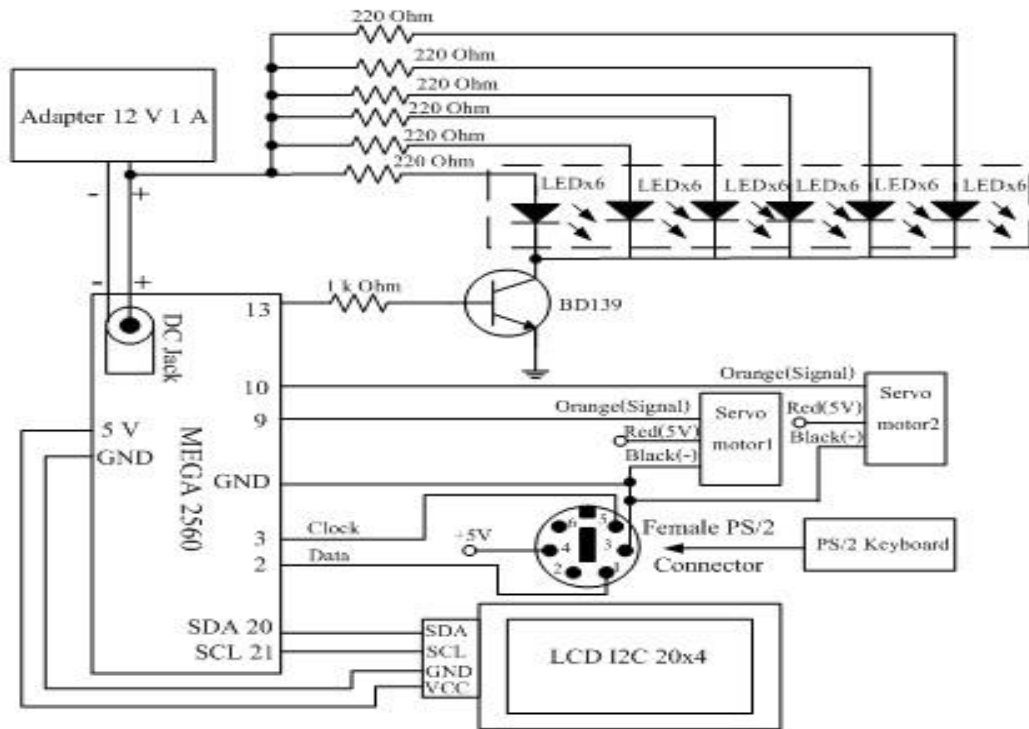 220 Ohm
220 Ohm
220 Ohm
220 Ohm
220 Ohm
220 Ohm
Adapter 12 V 1 A
- +
- +
LEDx6 LEDx6 LEDx6 LEDx6 LEDx6 LEDx6
DC Jack
MEGA 2560
13
1 k Ohm
BD139
10
Orange(Signal)
Servo
motor2
Red(5V)
Black(-)
9
Orange(Signal)
Servo
motor1
Red(5V)
Black(-)
5 V
GND
GND
3
Clock
2
Data
+5V
6 5
4 3
2 1
Female PS/2
Connector
PS/2 Keyboard
SDA 20
SCL 21
SDA
SCL
GND
VCC
LCD I2C 20x4